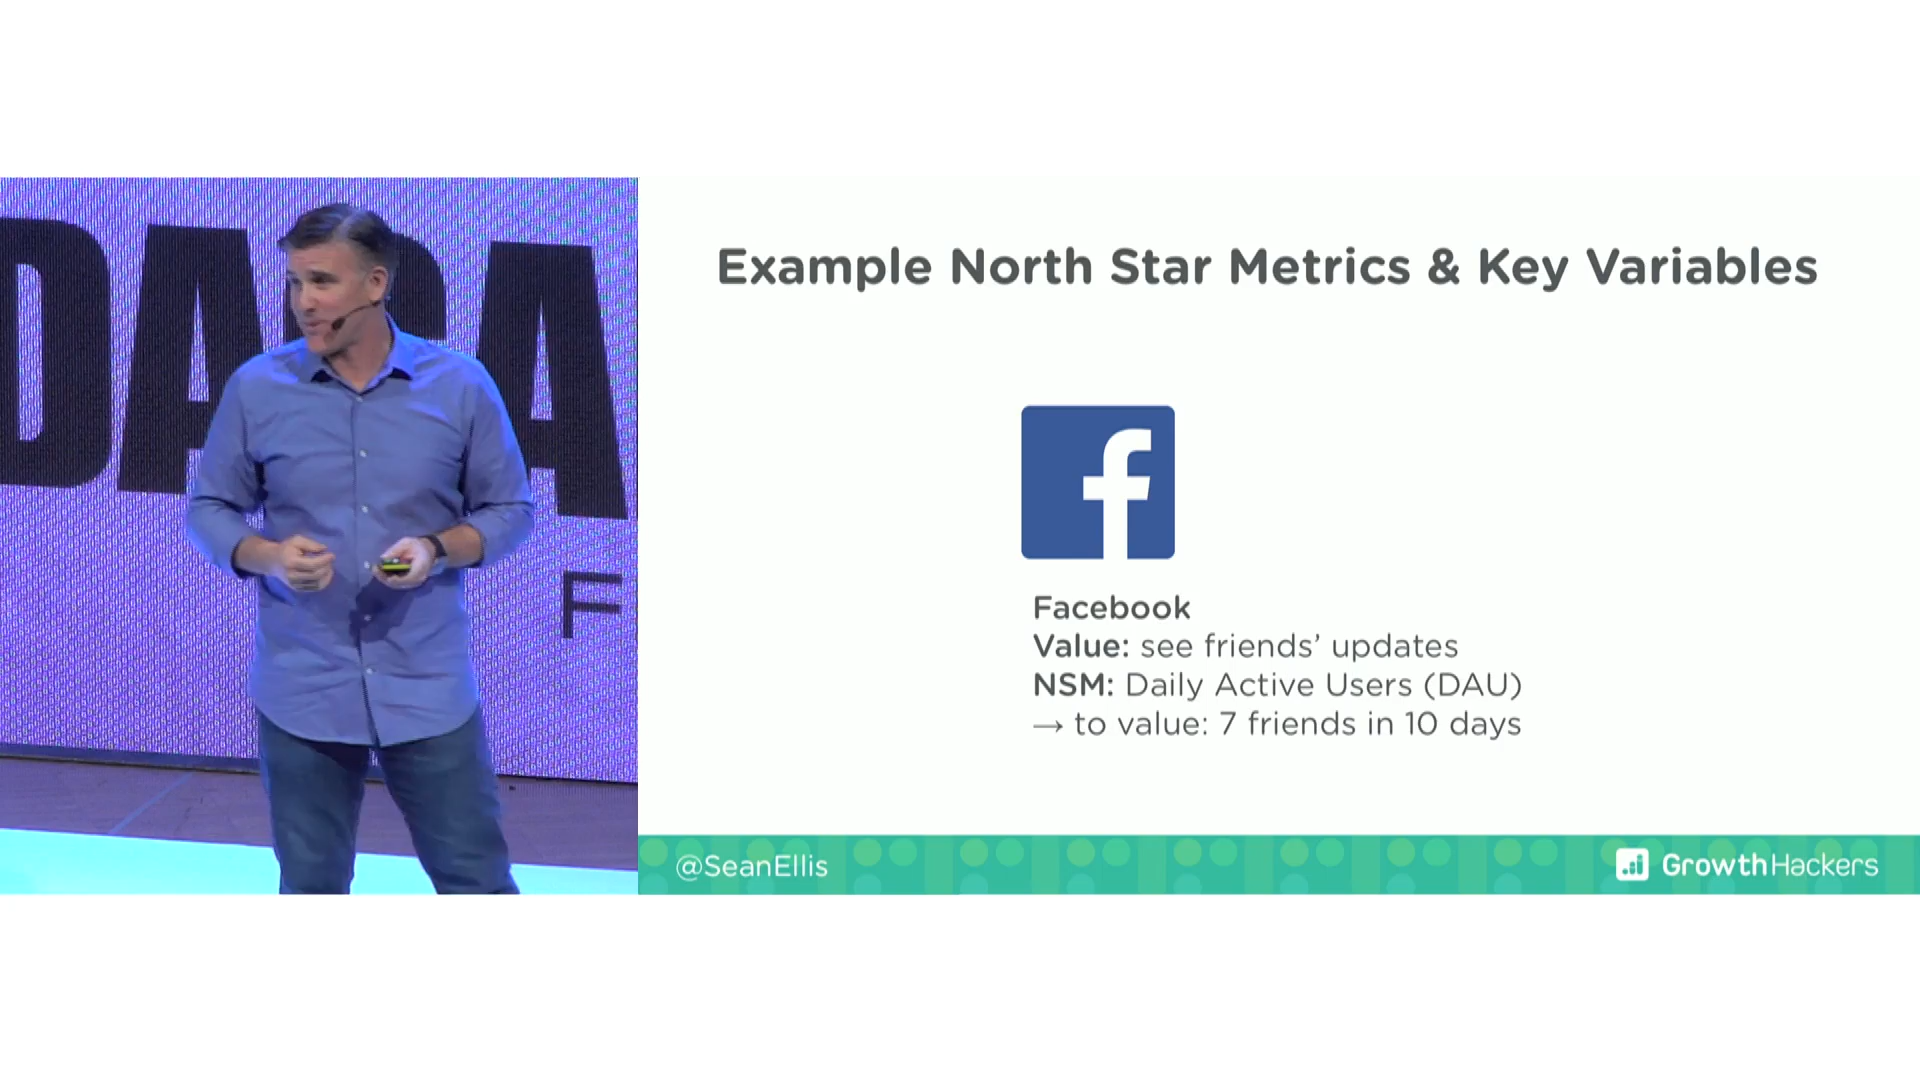 DASA
F
Example North Star Metrics & Key Variables
Facebook
Value: see friends’ updates
NSM: Daily Active Users (DAU)
→ to value: 7 friends in 10 days
@SeanEllis
GrowthHackers